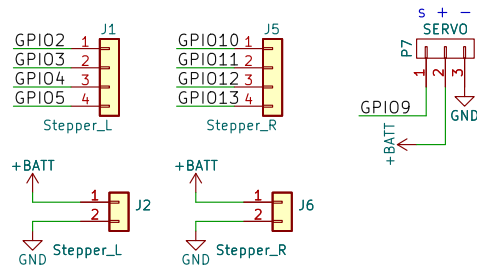 J1
GPIO2 1
GPIO3 2
GPIO4 3
GPIO5 4
Stepper_L
J5
GPIO10 1
GPIO11 2
GPIO12 3
GPIO13 4
Stepper_R
s + −
SERVO
P7
1 2 3
GPIO9
GND
+BATT
+BATT
1
2
J2
GND
Stepper_L
+BATT
1
2
J6
GND
Stepper_R